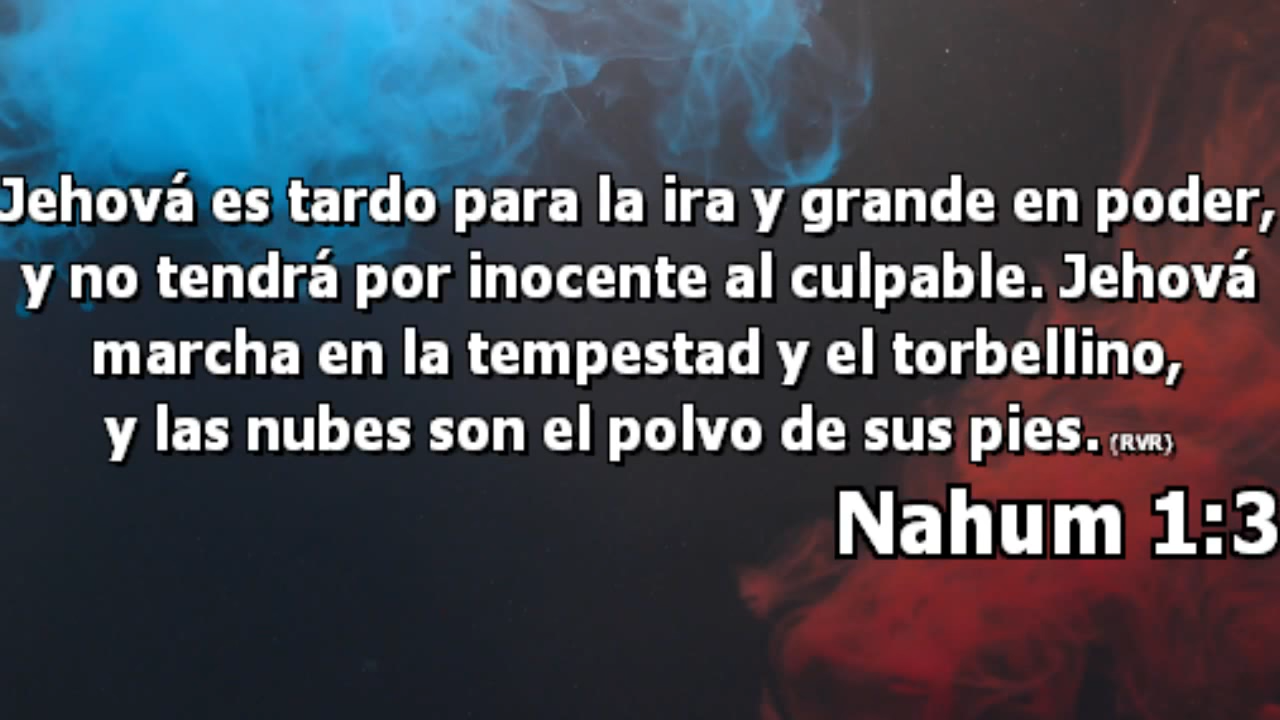 Jehová es tardo para la ira y grande en poder,
y no tendrá por inocente al culpable. Jehová
marcha en la tempestad y el torbellino,
y las nubes son el polvo de sus pies. (RVR)
Nahum 1:3